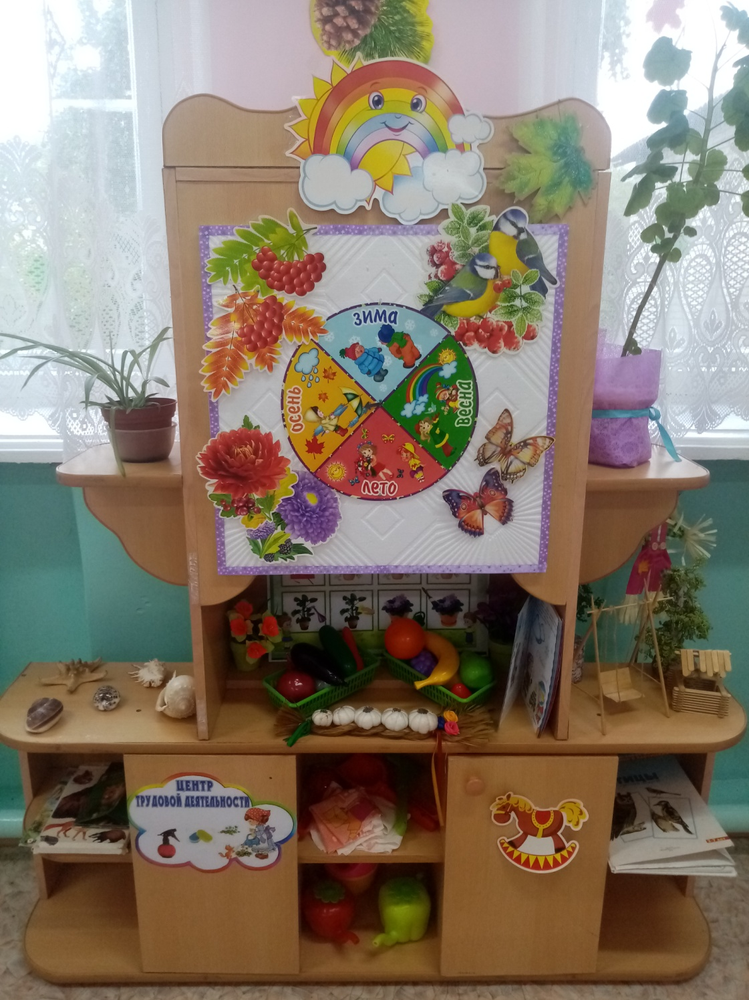 ЗИМА
ОСЕНЬ
ВЕСНА
ЛЕТО
ЦЕНТР
ТРУДОВОЙ ДЕЯТЕЛЬНОСТИ